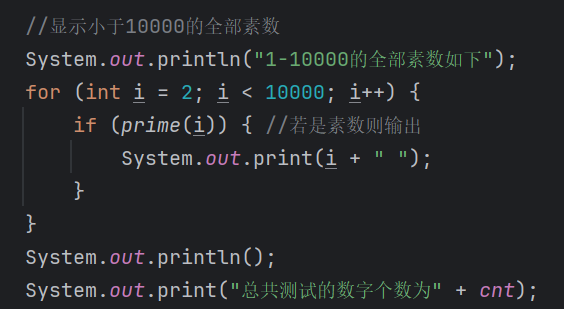 //显示小于10000的全部素数
System.out.println("1-10000的全部素数如下");
for (int i = 2; i < 10000; i++) {
    if (prime(i)) { //若是素数则输出
        System.out.print(i + " ");
    }
}
System.out.println();
System.out.print("总共测试的数字个数为" + cnt);